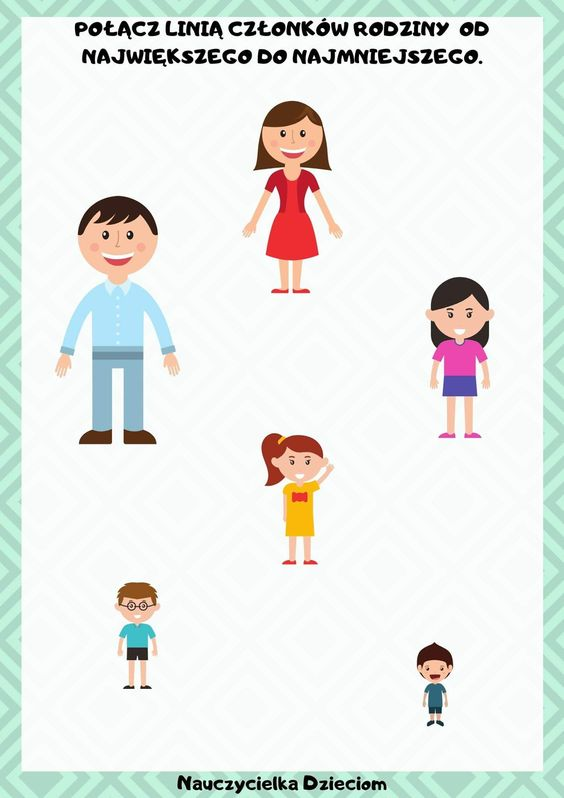 POŁĄCZ LINIĄ CZŁONKÓW RODZINY OD
NAJWIĘKSZEGO DO NAJMNIEJSZEGO.
Nauczycielka Dzieciom